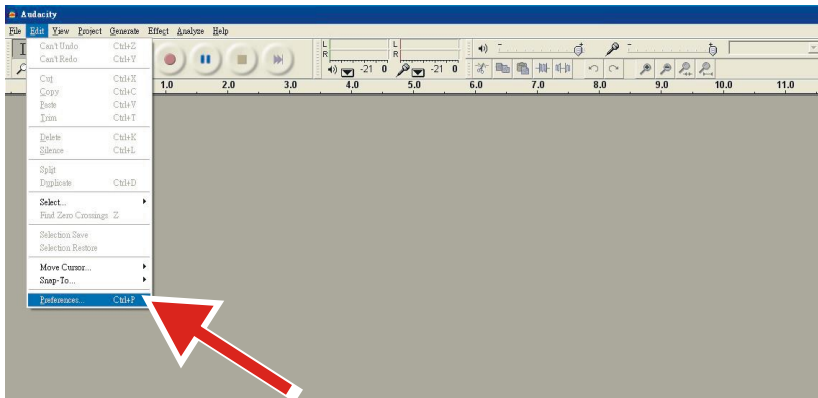 Audacity
File Edit View Project Generate Effect Analyze Help
Can't Undo Ctrl+Z
Can't Redo Ctrl+Y
Cut Ctrl+X
Copy Ctrl+C
Paste Ctrl+V
Trim Ctrl+T
Delete Ctrl+K
Silence Ctrl+L
Split
Duplicate Ctrl+D
Select...
Find Zero Crossings Z
Selection Save
Selection Restore
Move Cursor...
Snap-To...
Preferences... Ctrl+P
L L
R R
-21 0 -21 0
1.0 2.0 3.0 4.0 5.0 6.0 7.0 8.0 9.0 10.0 11.0